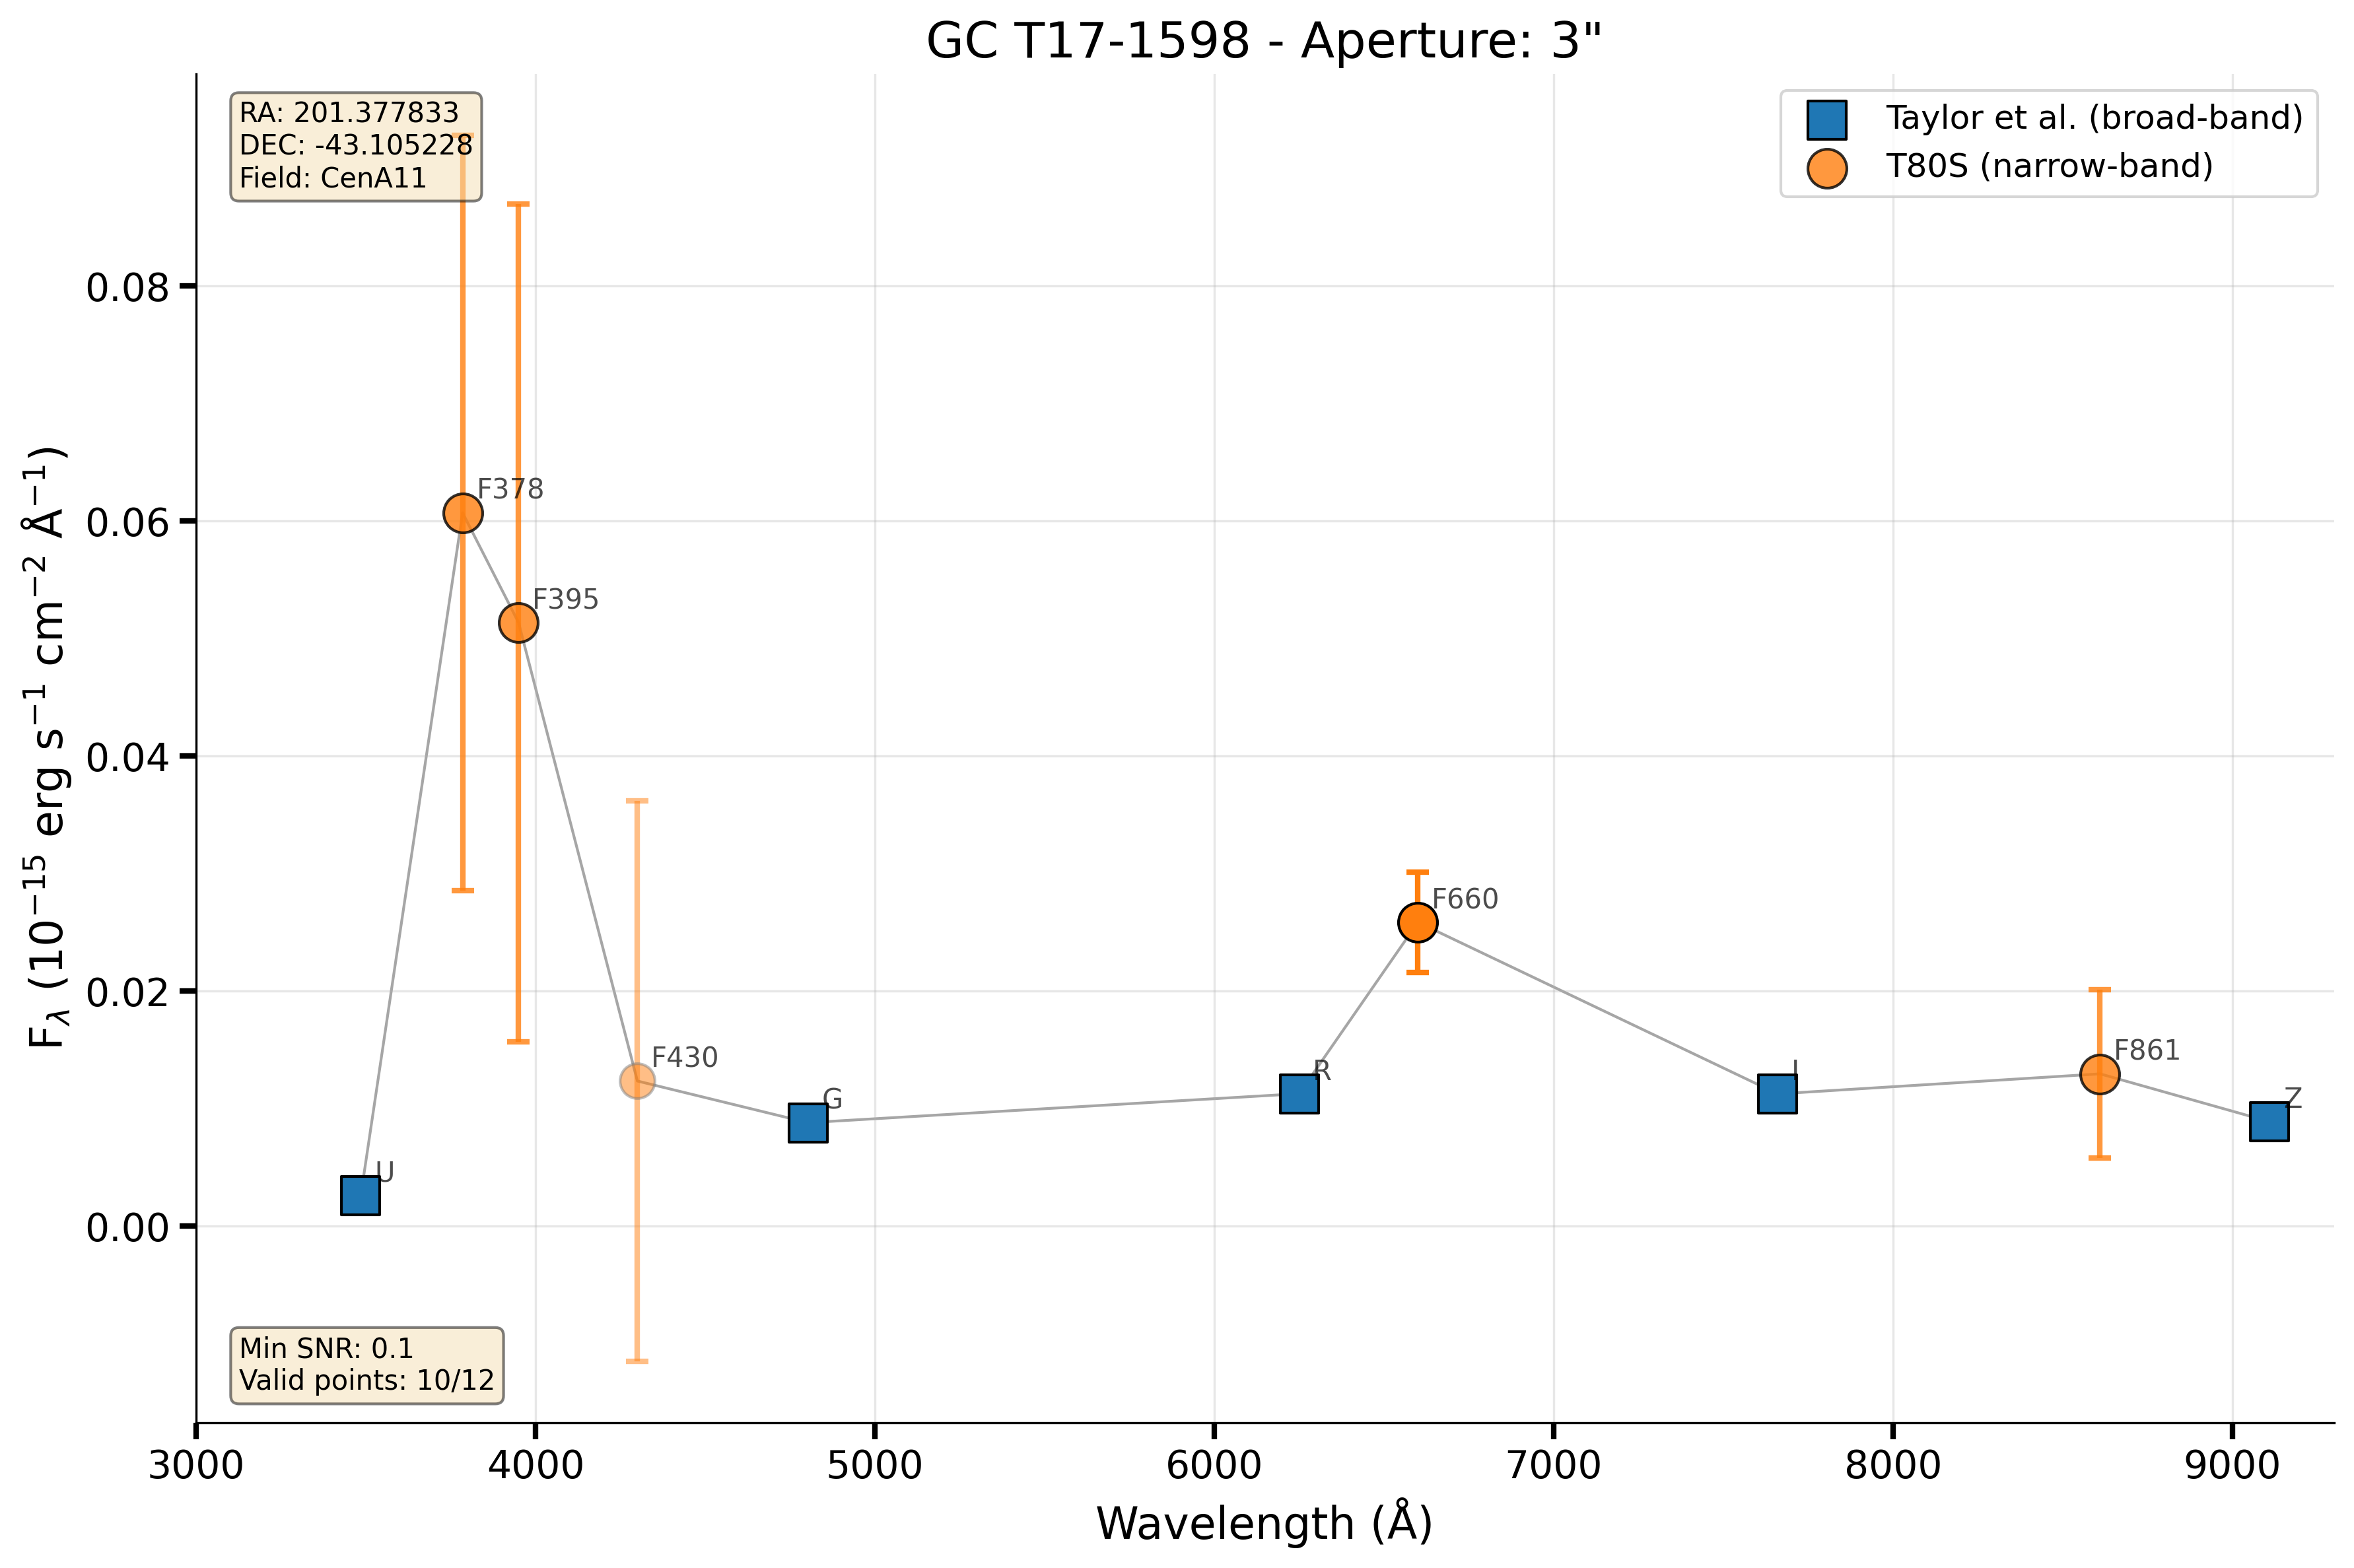 GC T17-1598 - Aperture: 3"
RA: 201.377833
DEC: -43.105228
Field: CenA11
Taylor et al. (broad-band)
T80S (narrow-band)
0.08
0.06
0.04
0.02
0.00
F_λ (10⁻¹⁵ erg s⁻¹ cm⁻² Å⁻¹)
F378
F395
F430
F660
F861
U
G
R
I
Z
Min SNR: 0.1
Valid points: 10/12
3000 4000 5000 6000 7000 8000 9000
Wavelength (Å)